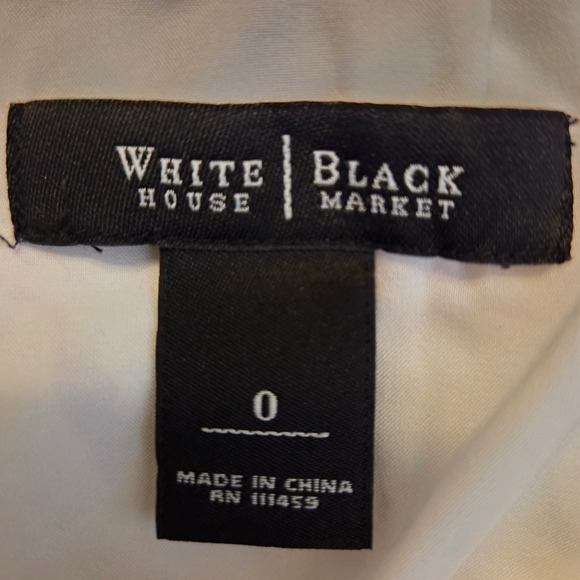 WHITE | BLACK
HOUSE MARKET
0
MADE IN CHINA
RN 111459